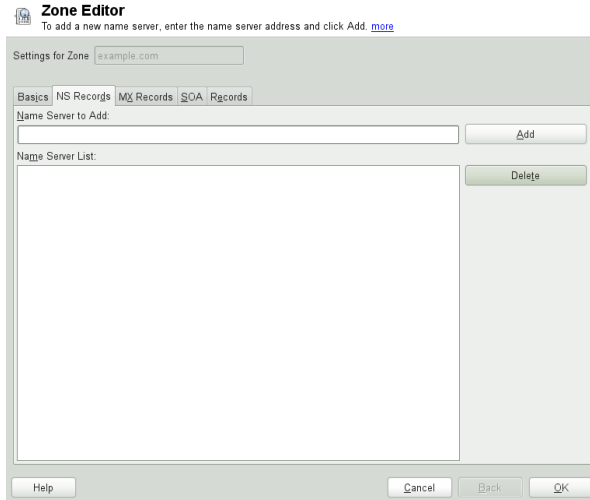 Zone Editor
To add a new name server, enter the name server address and click Add. more
Settings for Zone example.com
Basics NS Records MX Records SOA Records
Name Server to Add:
Add
Name Server List:
Delete
Help Cancel Back OK